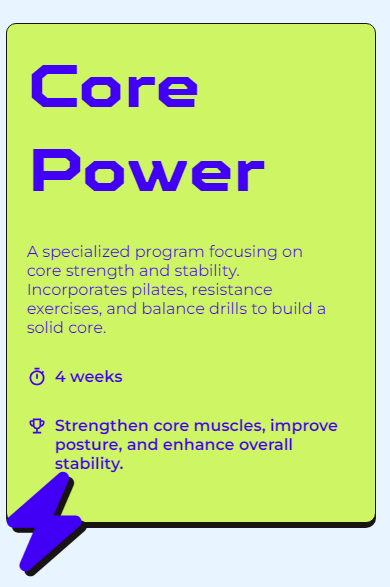 Core
Power
A specialized program focusing on
core strength and stability.
Incorporates pilates, resistance
exercises, and balance drills to build a
solid core.
4 weeks
Strengthen core muscles, improve
posture, and enhance overall
stability.